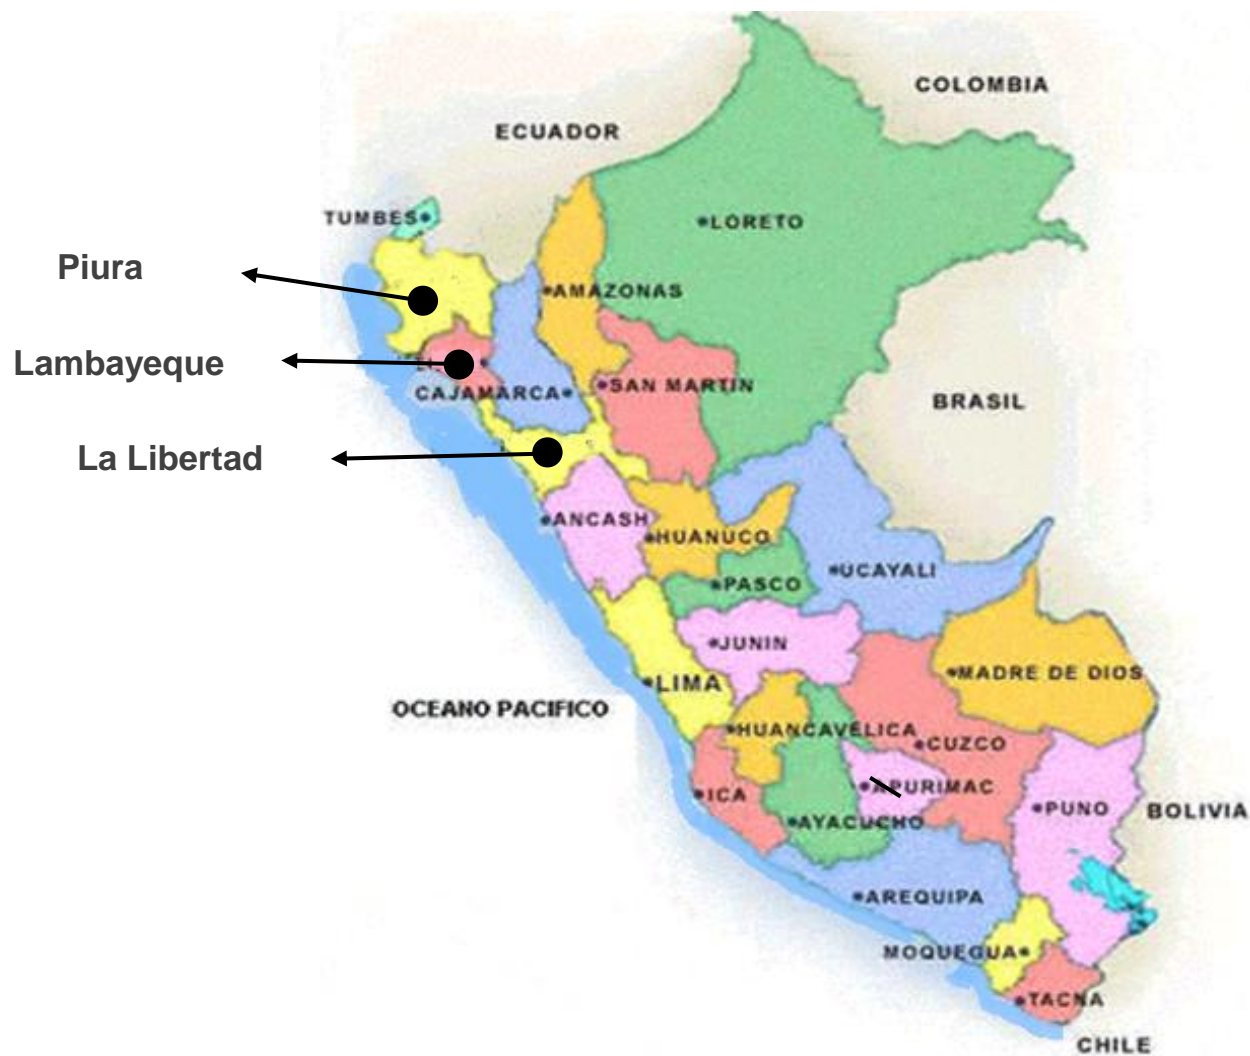 COLOMBIA
ECUADOR
TUMBES
LORETO
Piura
AMAZONAS
Lambayeque
CAJAMARCA
SAN MARTIN
BRASIL
La Libertad
ANCASH
HUANUCO
UCAYALI
PASCO
JUNIN
MADRE DE DIOS
LIMA
OCEANO PACIFICO
HUANCAVELICA
CUZCO
APURIMAC
ICA
PUNO
BOLIVIA
AYACUCHO
AREQUIPA
MOQUEGUA
TACNA
CHILE